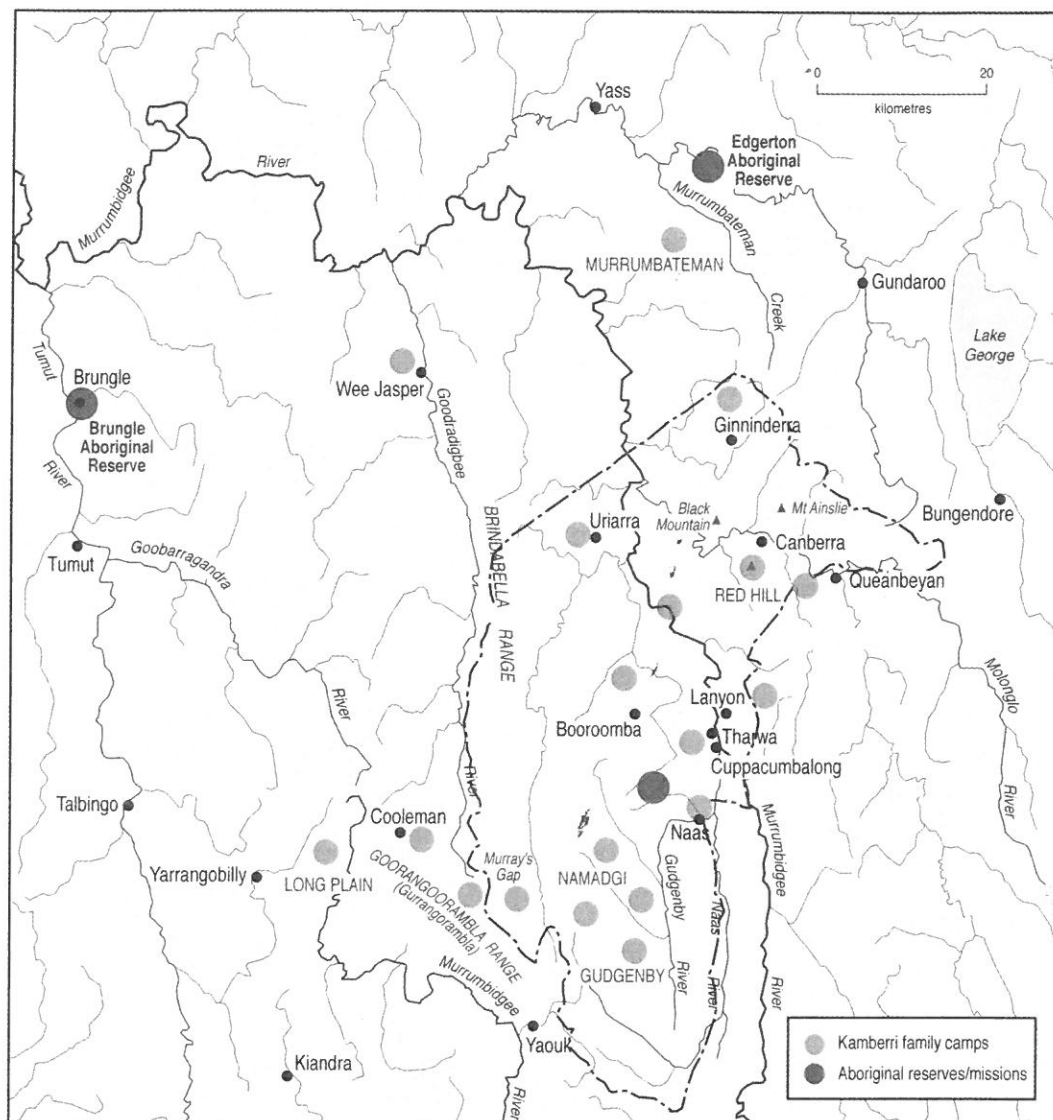 0 20
kilometres
Yass
Edgerton
Aboriginal
Reserve
River
Murrumbidgee
Murrumbateman
MURRUMBATEMAN
Creek
Gundaroo
Lake
George
Tumut
Brungle
Brungle
Aboriginal
Reserve
River
Wee Jasper
Goodradigbee
Ginninderra
BRINDABELLA
RANGE
Uriarra
Black
Mountain
Mt Ainslie
Canberra
Bungendore
Tumut
Goobarragandra
RED HILL
Queanbeyan
River
Molonglo
River
Lanyon
Booroomba
Tharwa
Cuppacumbalong
River
Talbingo
Cooleman
Naas
Murrumbidgee
Yarrangobilly
LONG PLAIN
GOORANGOORAMBLA RANGE
(Gurrangorambla)
Murray's
Gap
NAMADGI
Gudgenby
Naas
GUDGENBY
River
River
River
Murrumbidgee
Yaouk
River
Kiandra
Kamberri family camps
Aboriginal reserves/missions